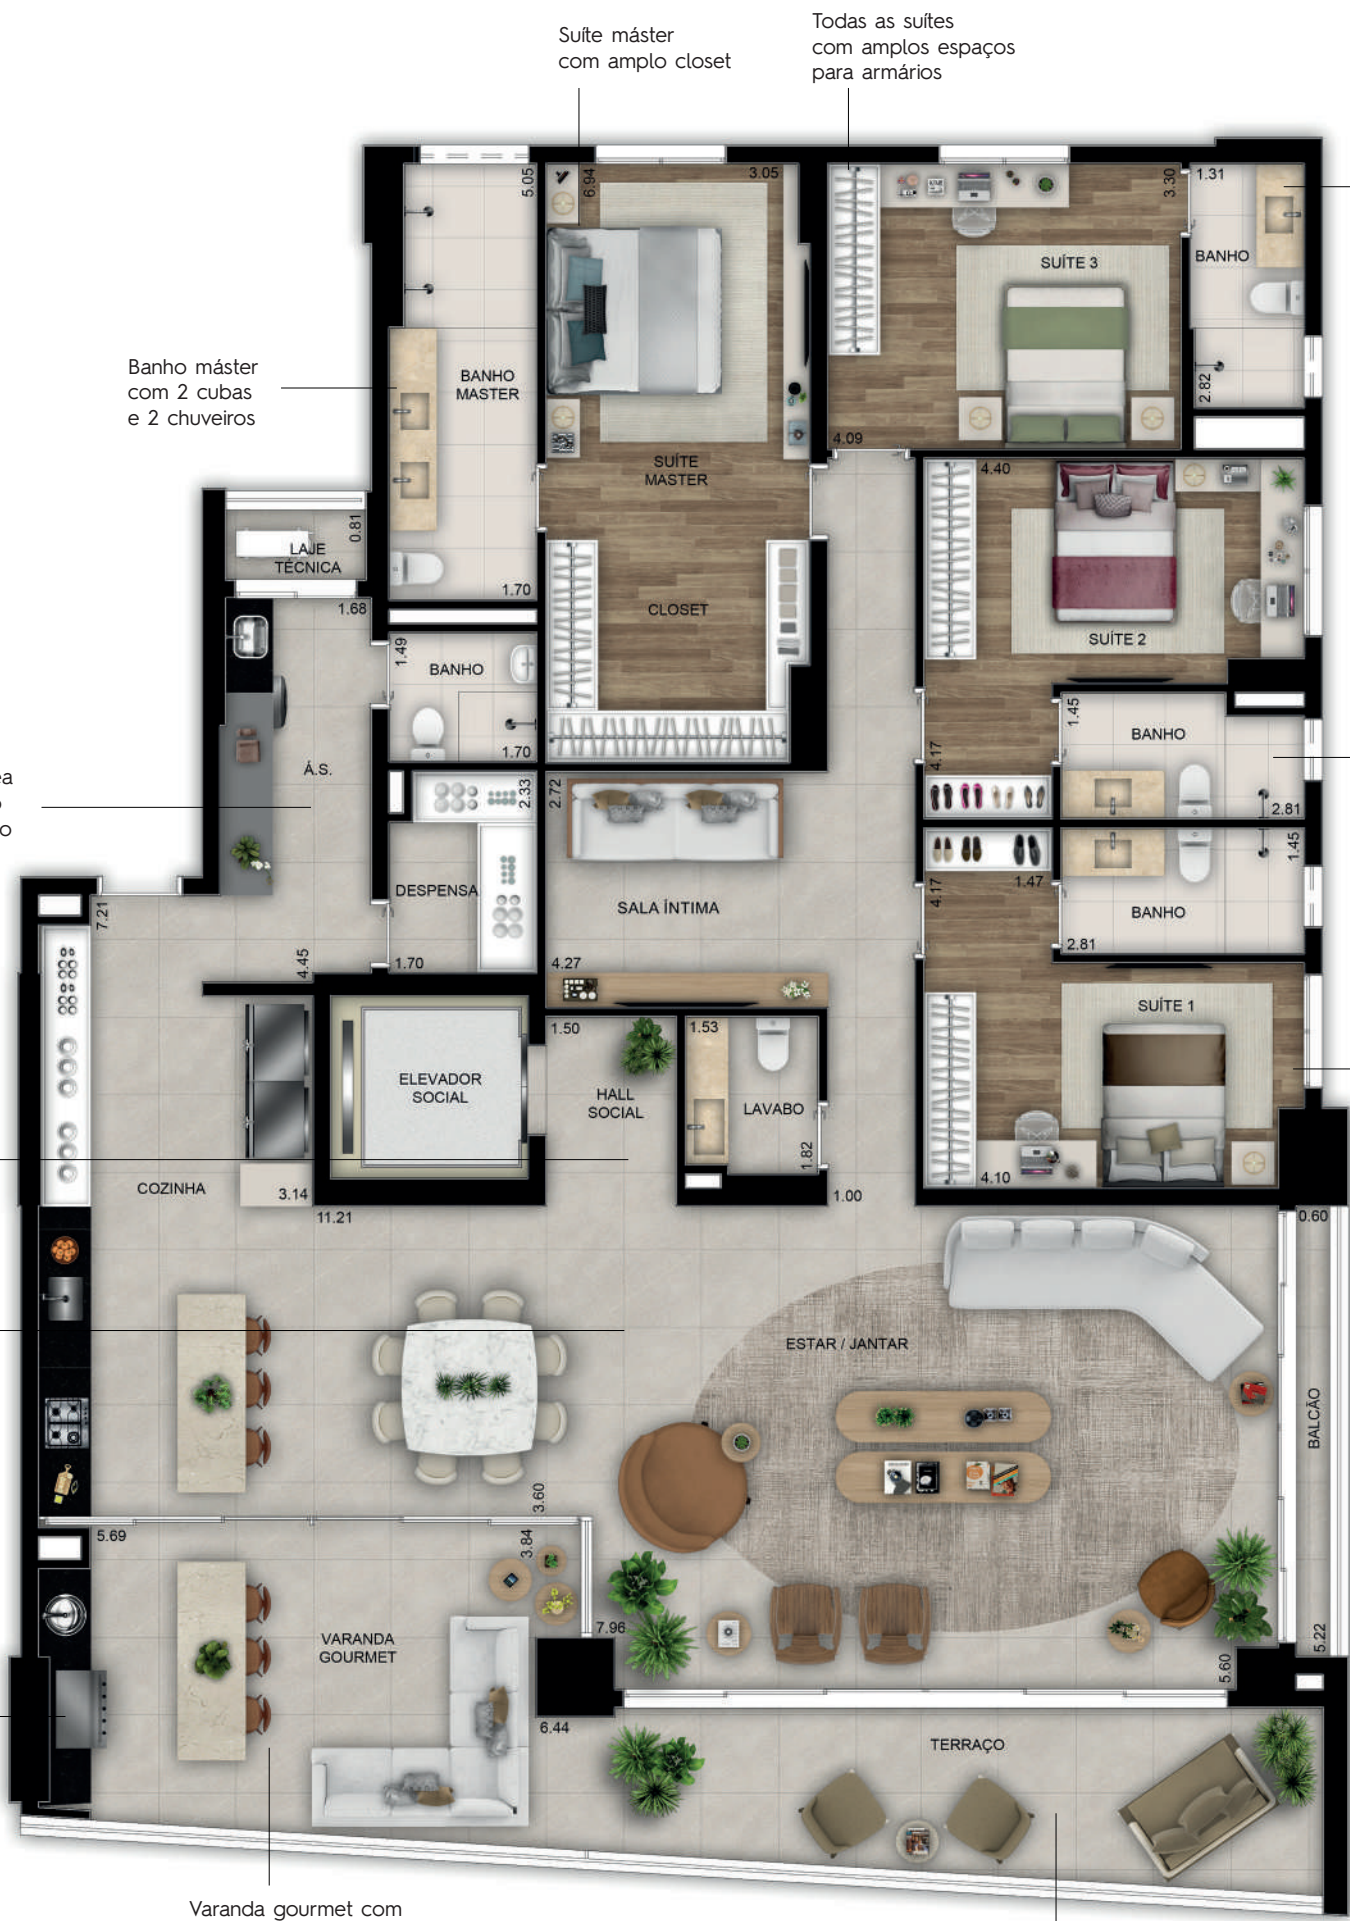 Suíte máster
com amplo closet
Todas as suítes
com amplos espaços
para armários
5.05
6.94
3.05
3.30
1.31
SUÍTE 3
BANHO
Banho máster
com 2 cubas
e 2 chuveiros
BANHO
MASTER
2.82
4.09
SUÍTE
MASTER
4.40
0.81
LAJE
TÉCNICA
1.70
1.68
CLOSET
SUÍTE 2
1.49
BANHO
1.70
1.45
BANHO
4.17
2.81
Á.S.
2.33
2.72
DESPENSA
1.70
SALA ÍNTIMA
4.17
1.47
1.45
BANHO
2.81
7.21
4.45
4.27
SUÍTE 1
1.50
1.53
ELEVADOR
SOCIAL
HALL
SOCIAL
LAVABO
1.82
COZINHA
3.14
4.10
1.00
11.21
0.60
ESTAR / JANTAR
BALCÃO
3.60
5.69
3.84
7.96
VARANDA
GOURMET
5.22
5.60
6.44
TERRAÇO
Varanda gourmet com